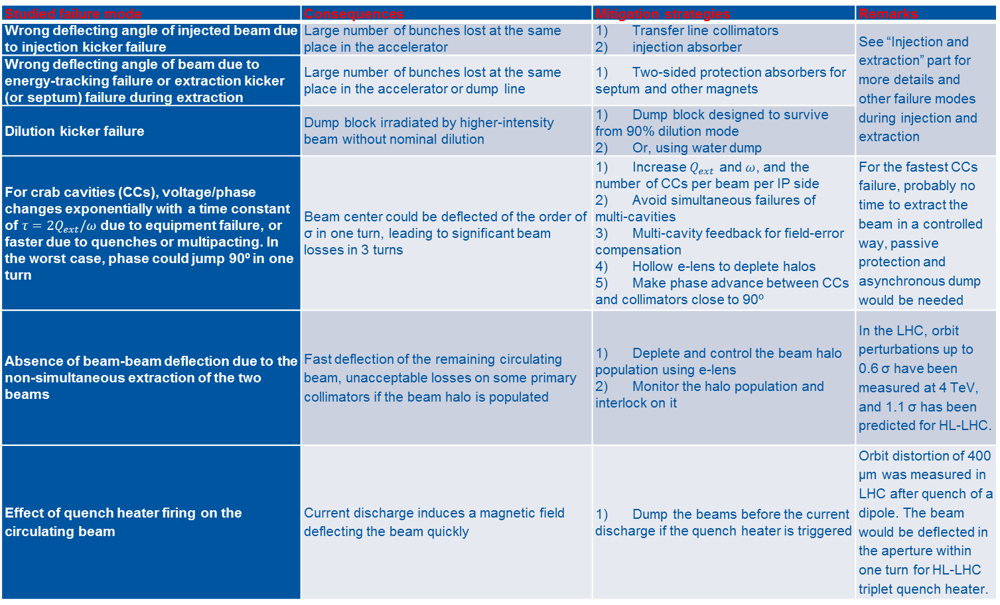 Studied failure mode
Consequences
Mitigation strategies
Remarks
Wrong deflecting angle of injected beam due
to injection kicker failure
Large number of bunches lost at the same
place in the accelerator
1) Transfer line collimators
2) injection absorber
See “Injection and
extraction” part for
more details and
other failure modes
during injection and
extraction
Wrong deflecting angle of beam due to
energy-tracking failure or extraction kicker
(or septum) failure during extraction
Large number of bunches lost at the same
place in the accelerator or dump line
1) Two-sided protection absorbers for
septum and other magnets
Dilution kicker failure
Dump block irradiated by higher-intensity
beam without nominal dilution
1) Dump block designed to survive
from 90% dilution mode
2) Or, using water dump
For crab cavities (CCs), voltage/phase
changes exponentially with a time constant
of τ = 2Q_ext/ω due to equipment failure, or
faster due to quenches or multipacting. In
the worst case, phase could jump 90º in one
turn
Beam center could be deflected of the order of
σ in one turn, leading to significant beam
losses in 3 turns
1) Increase Q_ext and ω, and the
number of CCs per beam per IP side
2) Avoid simultaneous failures of
multi-cavities
3) Multi-cavity feedback for field-error
compensation
4) Hollow e-lens to deplete halos
5) Make phase advance between CCs
and collimators close to 90º
For the fastest CCs
failure, probably no
time to extract the
beam in a controlled
way, passive
protection and
asynchronous dump
would be needed
Absence of beam-beam deflection due to the
non-simultaneous extraction of the two
beams
Fast deflection of the remaining circulating
beam, unacceptable losses on some primary
collimators if the beam halo is populated
1) Deplete and control the beam halo
population using e-lens
2) Monitor the halo population and
interlock on it
In the LHC, orbit
perturbations up to
0.6 σ have been
measured at 4 TeV,
and 1.1 σ has been
predicted for HL-LHC.
Effect of quench heater firing on the
circulating beam
Current discharge induces a magnetic field
deflecting the beam quickly
1) Dump the beams before the current
discharge if the quench heater is triggered
Orbit distortion of 400
µm was measured in
LHC after quench of a
dipole. The beam
would be deflected in
the aperture within
one turn for HL-LHC
triplet quench heater.